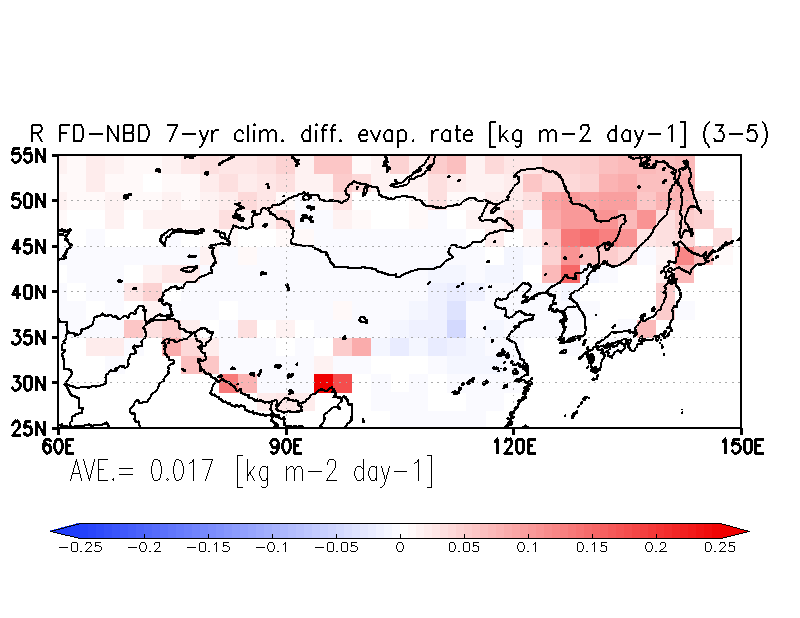 R FD-NBD 7-yr clim. diff. evap. rate [kg m-2 day-1] (3-5)
55N
50N
45N
40N
35N
30N
25N
60E 90E 120E 150E
AVE.= 0.017 [kg m-2 day-1]
-0.25 -0.2 -0.15 -0.1 -0.05 0 0.05 0.1 0.15 0.2 0.25